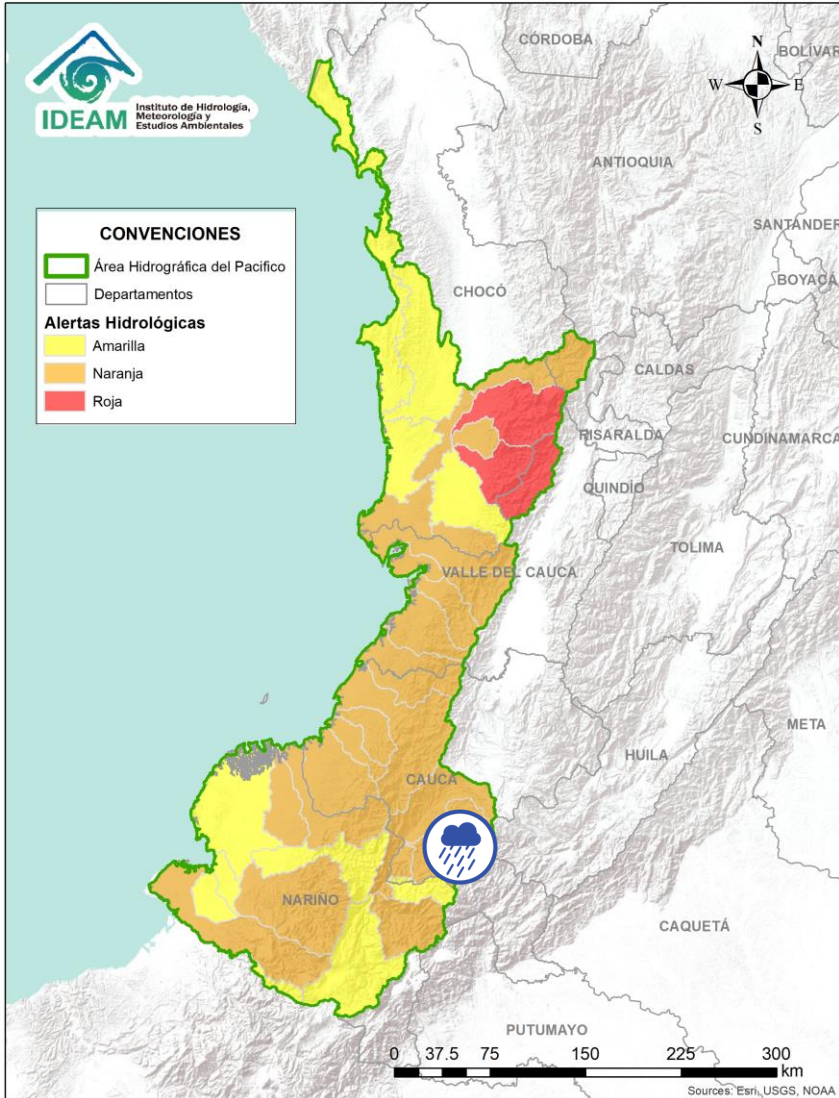 IDEAM
Instituto de Hidrología,
Meteorología y
Estudios Ambientales
N
W
E
S
CÓRDOBA
BOLÍVAR
ANTIOQUIA
SANTANDER
BOYACÁ
CHOCÓ
CALDAS
RISARALDA
CUNDINAMARCA
QUINDÍO
TOLIMA
VALLE DEL CAUCA
META
HUILA
CAUCA
NARIÑO
CAQUETÁ
PUTUMAYO
CONVENCIONES
Área Hidrográfica del Pacifico
Departamentos
Alertas Hidrológicas
Amarilla
Naranja
Roja
0 37.5 75 150 225 300
km
Sources: Esri, USGS, NOAA